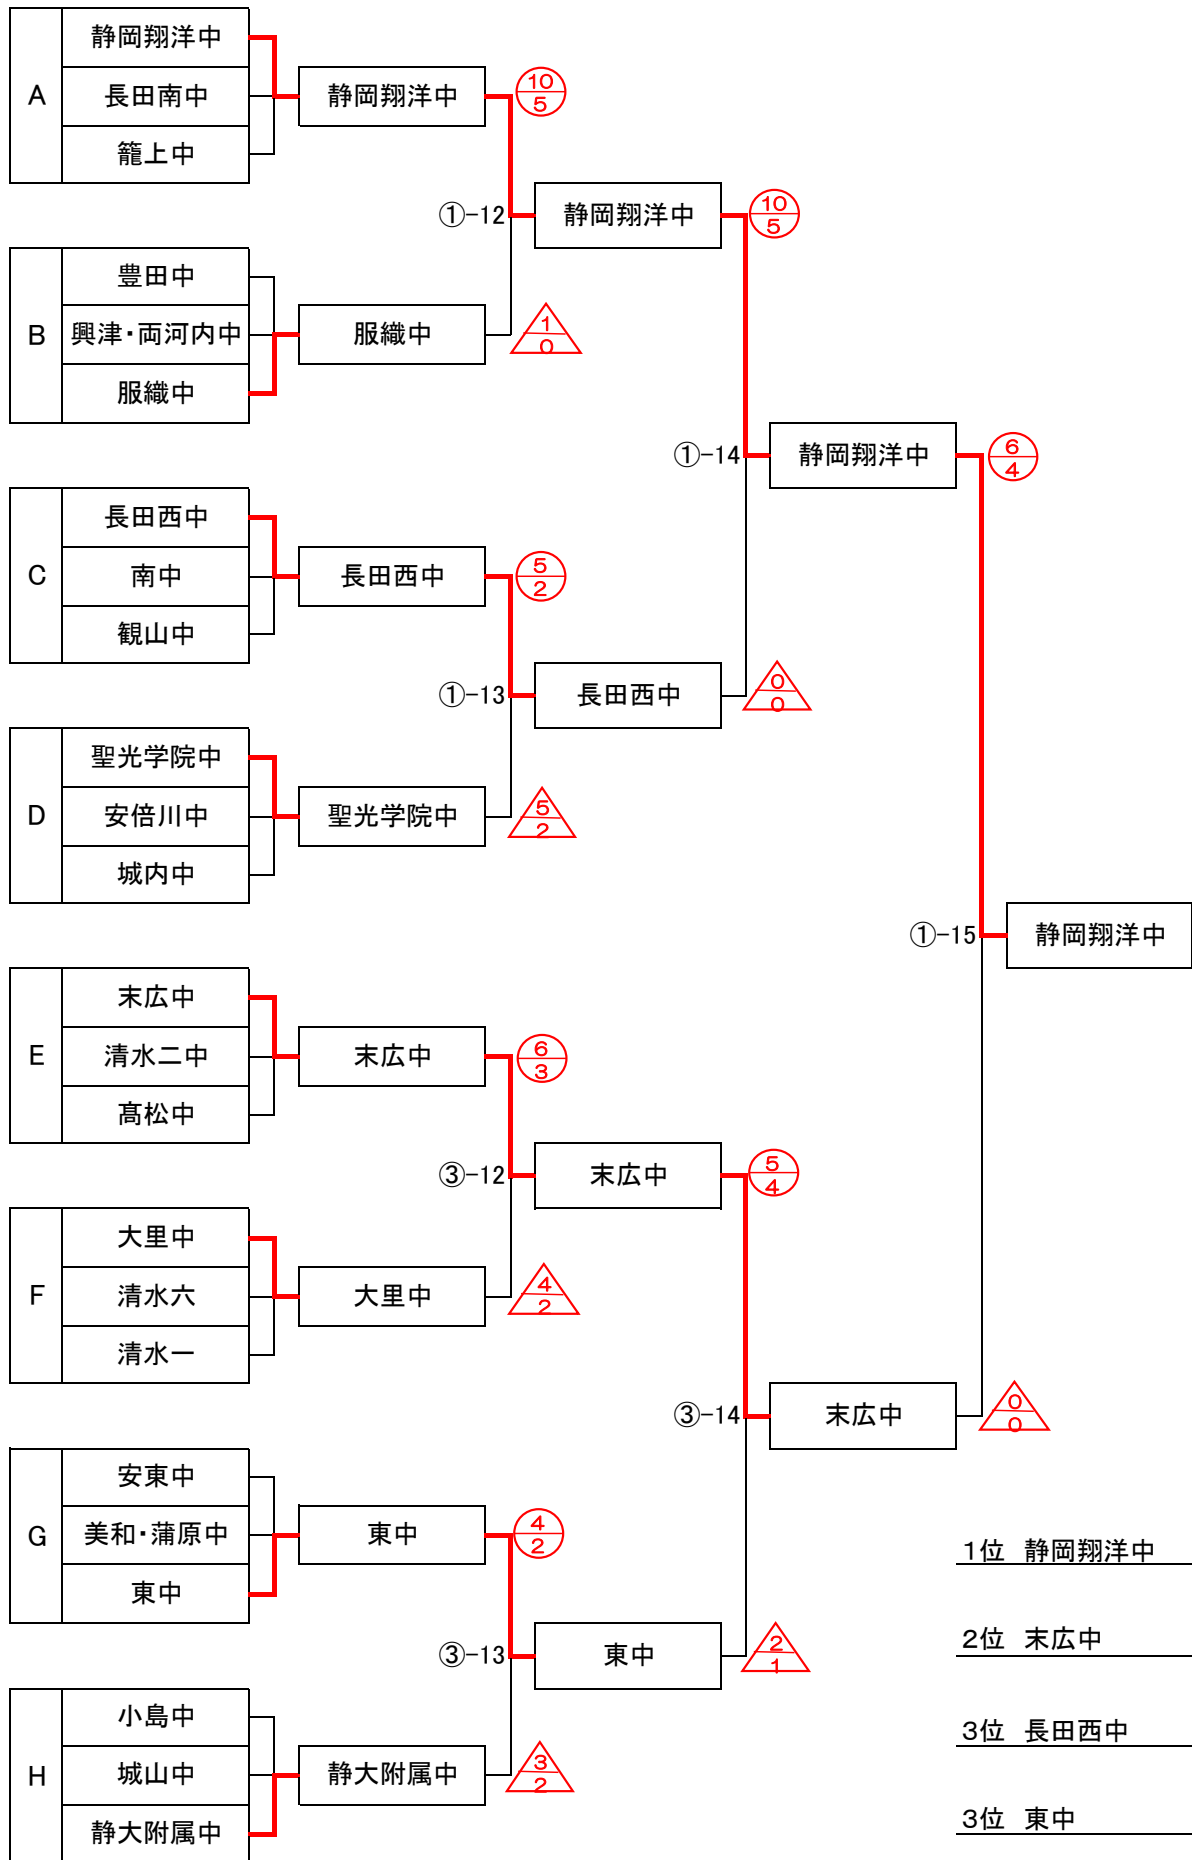 A
静岡翔洋中
長田南中
籠上中
静岡翔洋中
10
5
①-12
静岡翔洋中
10
5
B
豊田中
興津・両河内中
服織中
服織中
1
0
①-14
静岡翔洋中
6
4
C
長田西中
南中
観山中
長田西中
5
2
①-13
長田西中
0
0
D
聖光学院中
安倍川中
城内中
聖光学院中
5
2
①-15
静岡翔洋中
E
末広中
清水二中
髙松中
末広中
6
3
③-12
末広中
5
4
F
大里中
清水六
清水一
大里中
4
2
③-14
末広中
0
0
G
安東中
美和・蒲原中
東中
東中
4
2
③-13
東中
2
1
H
小島中
城山中
静大附属中
静大附属中
3
2
1位 静岡翔洋中
2位 末広中
3位 長田西中
3位 東中